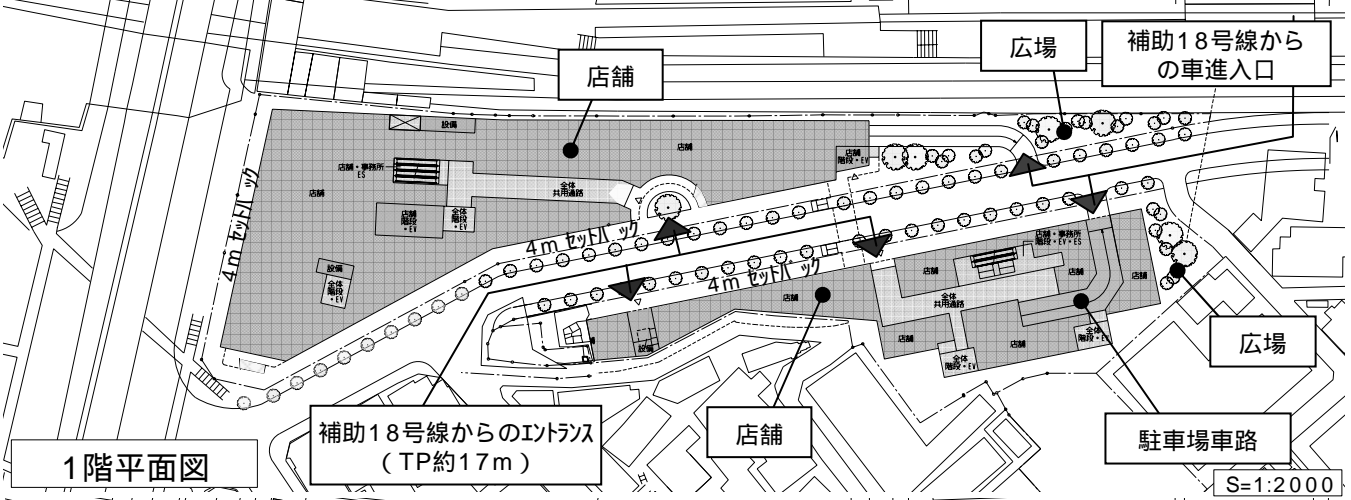 店舗
広場
補助18号線から
の車進入口
設備
店舗
店舗
階段・EV
店舗・事務所
ES
店舗
全体
共用通路
店舗
階段・EV
全体
階段
・EV
設備
全体
階段
・EV
4m セットバック
4m セットバック
4m セットバック
店舗・事務所
階段・EV・ES
店舗
店舗
店舗
店舗
全体
共用通路
設備
店舗
店舗
全体
階段・EV
全体
階段・EV
広場
補助18号線からのエントランス
(TP約17m)
店舗
駐車場車路
1階平面図
S=1:2000